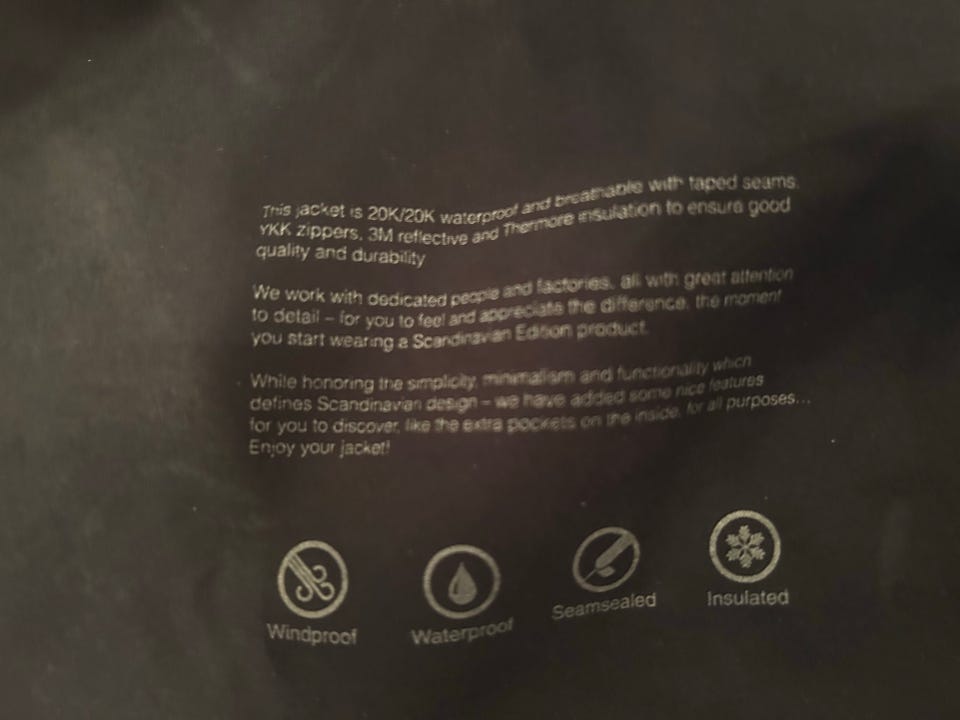 This jacket is 20K/20K waterproof and breathable with taped seams,
YKK zippers, 3M reflective and Thermore insulation to ensure good
quality and durability
We work with dedicated people and factories, all with great attention
to detail – for you to feel and appreciate the difference, the moment
you start wearing a Scandinavian Edition product.
While honoring the simplicity, minimalism and functionality which
defines Scandinavian design – we have added some nice features
for you to discover, like the extra pockets on the inside, for all purposes...
Enjoy your jacket!
Windproof Waterproof Seamsealed Insulated